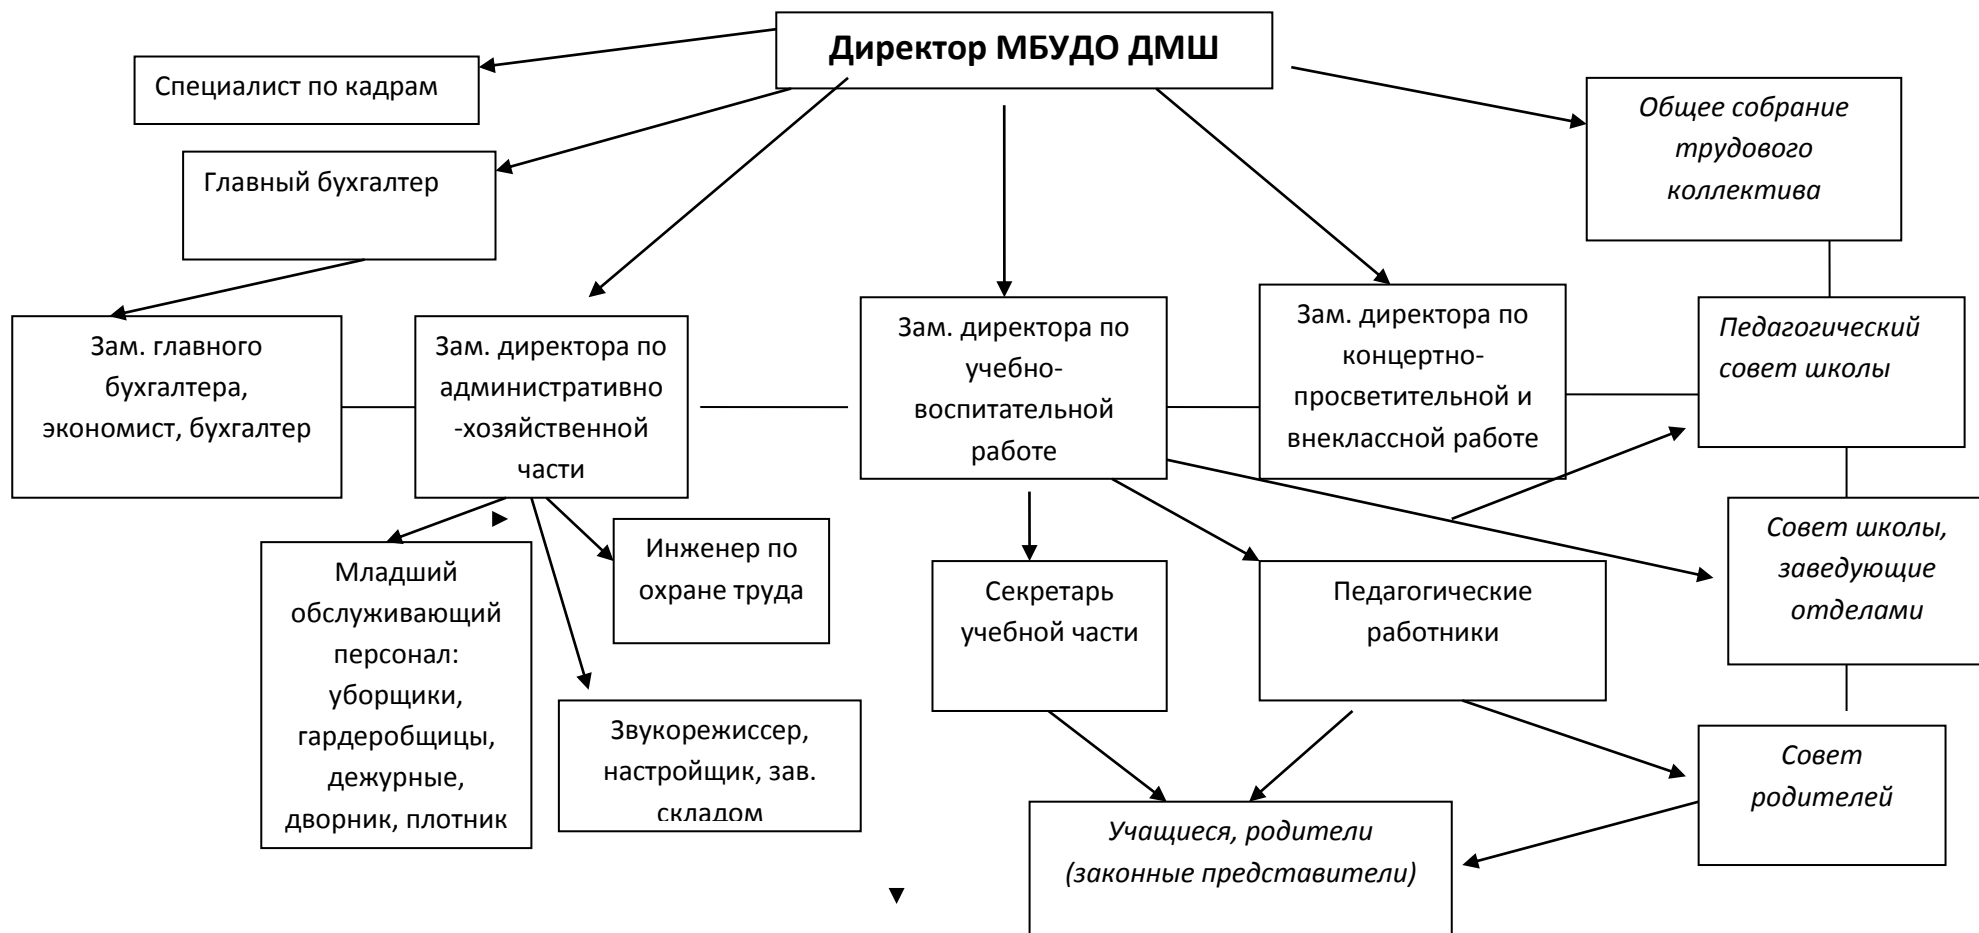 Директор МБУДО ДМШ
Специалист по кадрам
Общее собрание
трудового
коллектива
Главный бухгалтер
Зам. главного
бухгалтера,
экономист, бухгалтер
Зам. директора по
административно
-хозяйственной
части
Зам. директора по
учебно-
воспитательной
работе
Зам. директора по
концертно-
просветительной и
внеклассной работе
Педагогический
совет школы
Младший
обслуживающий
персонал:
уборщики,
гардеробщицы,
дежурные,
дворник, плотник
Инженер по
охране труда
Звукорежиссер,
настройщик, зав.
складом
Секретарь
учебной части
Педагогические
работники
Совет школы,
заведующие
отделами
Совет
родителей
Учащиеся, родители
(законные представители)